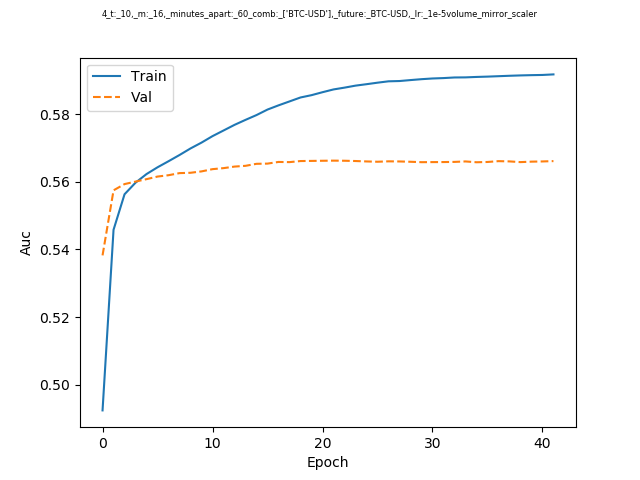 4_t:_10,_m:_16,_minutes_apart:_60_comb:_['BTC-USD'],_future:_BTC-USD,_lr:_1e-5volume_mirror_scaler
Train
Val
0.58
0.56
0.54
0.52
0.50
Auc
0 10 20 30 40
Epoch